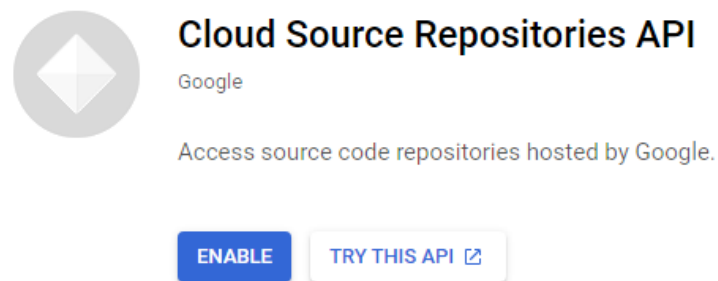 Cloud Source Repositories API
Google
Access source code repositories hosted by Google.
ENABLE
TRY THIS API